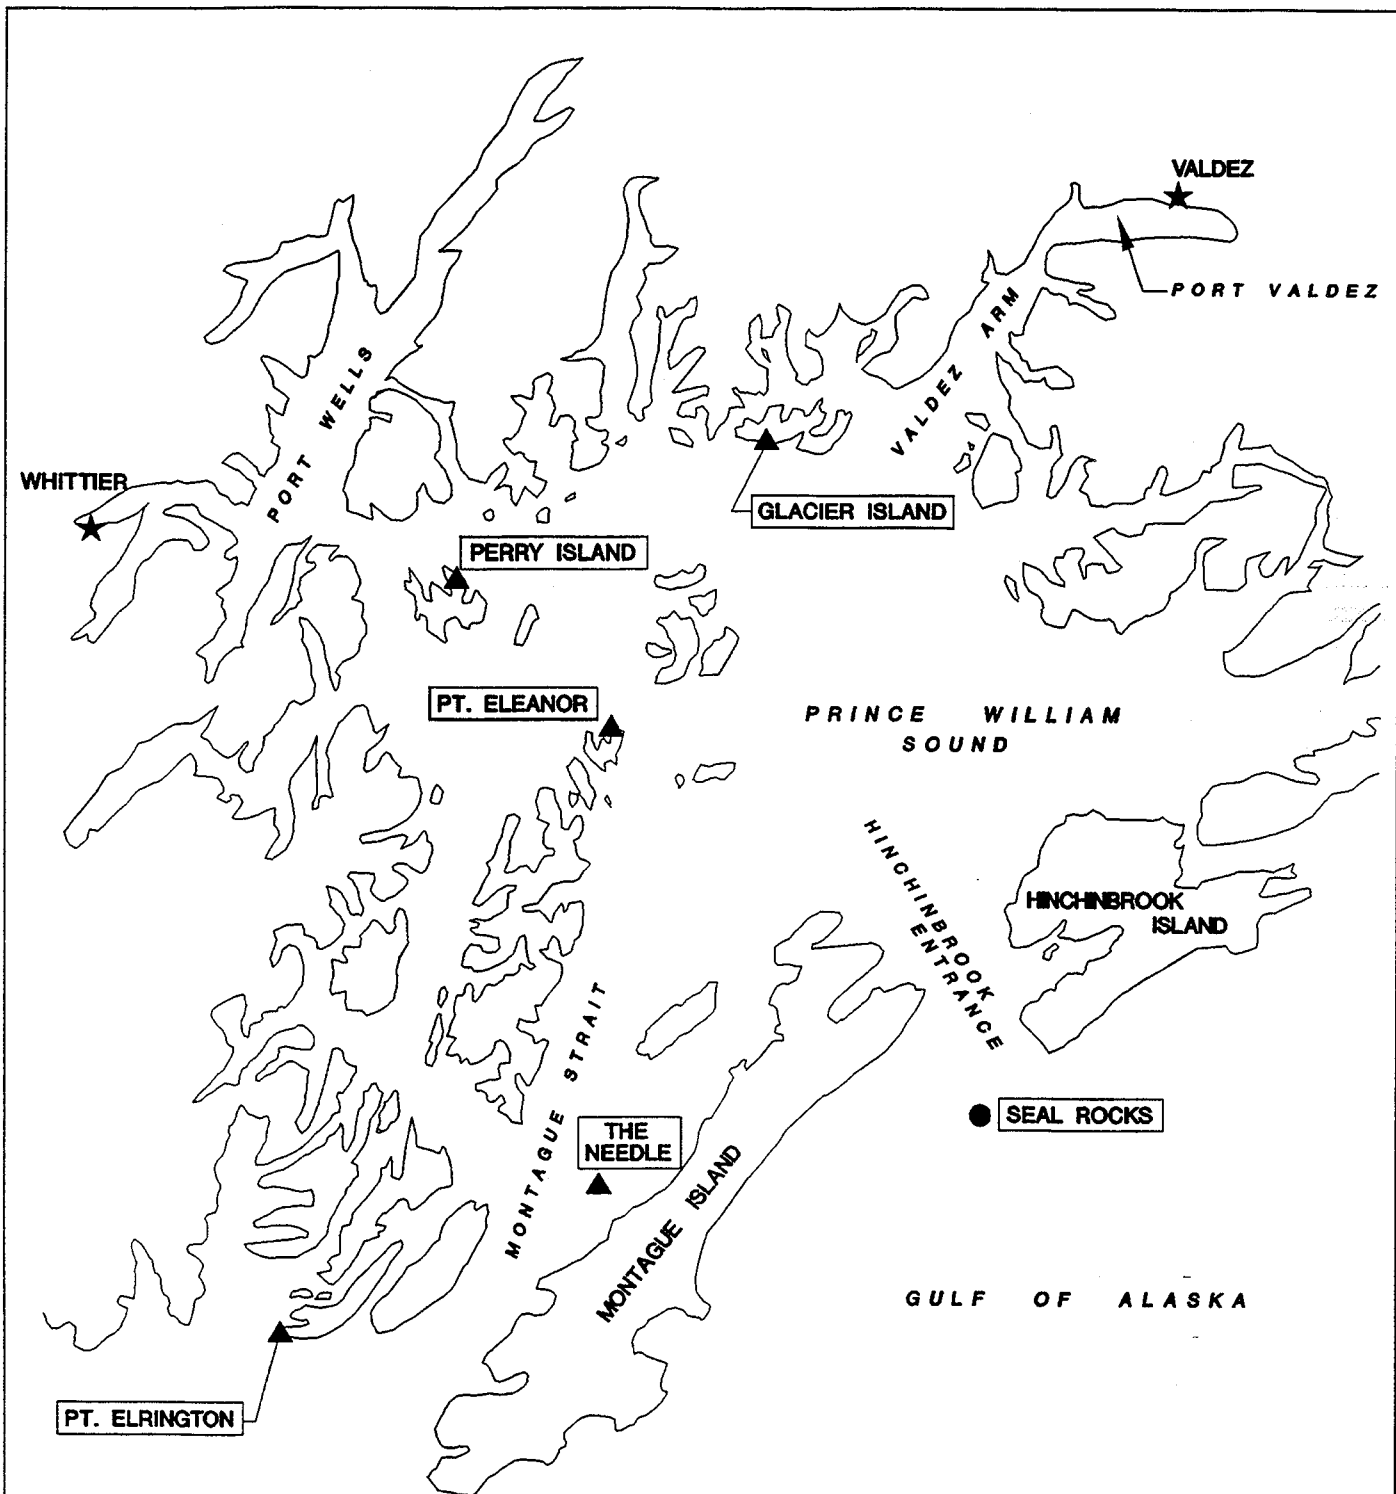 VALDEZ
PORT VALDEZ
VALDEZ ARM
PORT WELLS
WHITTIER
GLACIER ISLAND
PERRY ISLAND
PT. ELEANOR
PRINCE WILLIAM
SOUND
HINCHINBROOK
ENTRANCE
HINCHINBROOK
ISLAND
MONTAGUE STRAIT
SEAL ROCKS
THE
NEEDLE
MONTAGUE ISLAND
GULF OF ALASKA
PT. ELRINGTON